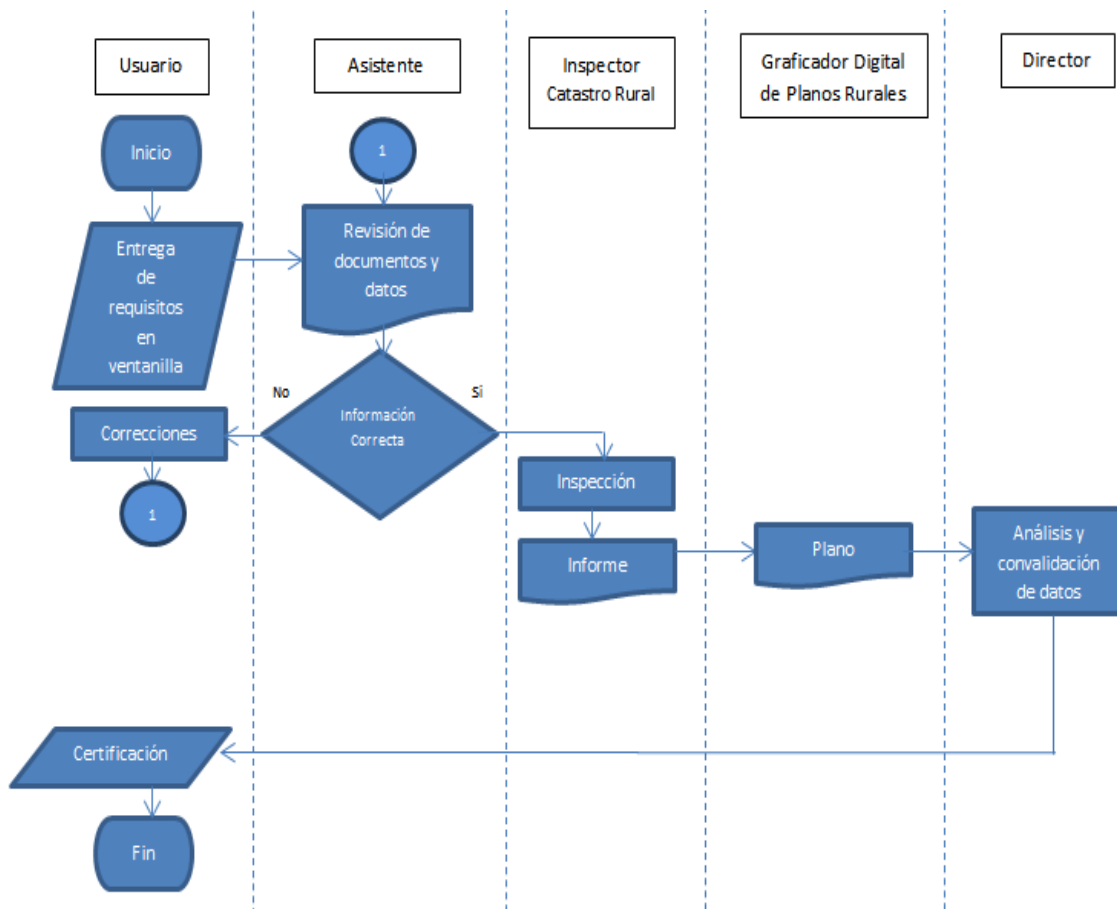 Usuario
Asistente
Inspector
Catastro Rural
Graficador Digital
de Planos Rurales
Director
Inicio
1
Entrega
de
requisitos
en
ventanilla
Revisión de
documentos y
datos
No
Si
Información
Correcta
Correcciones
1
Inspección
Informe
Plano
Análisis y
convalidación
de datos
Certificación
Fin